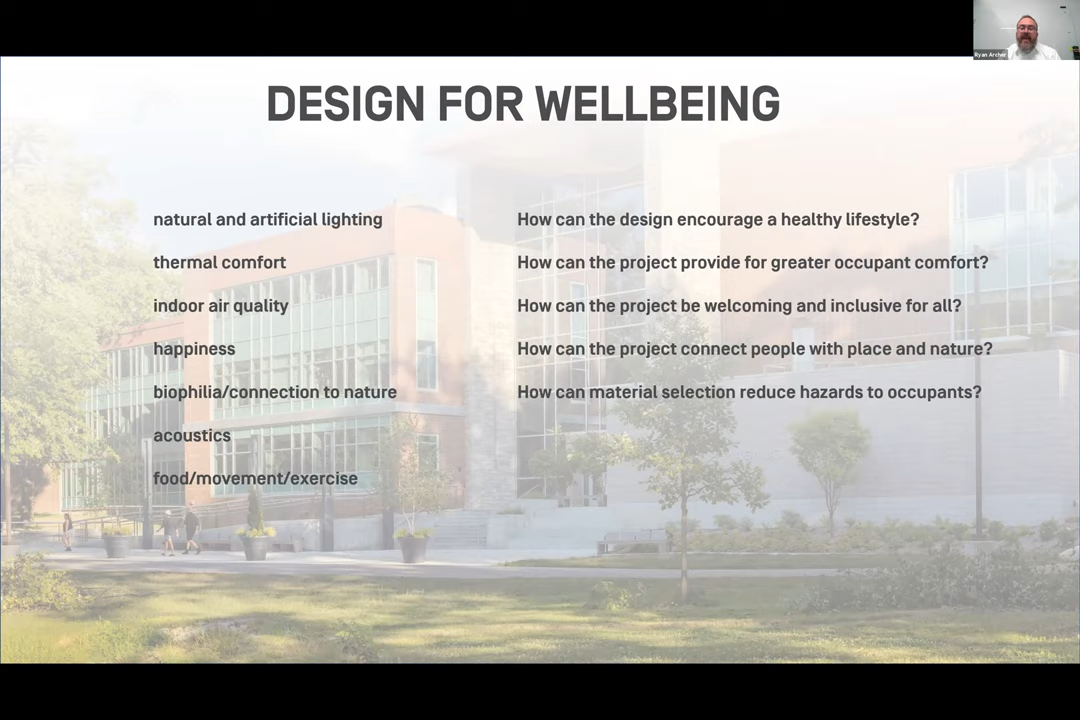 Ryan Archer
DESIGN FOR WELLBEING
natural and artificial lighting
thermal comfort
indoor air quality
happiness
biophilia/connection to nature
acoustics
food/movement/exercise
How can the design encourage a healthy lifestyle?
How can the project provide for greater occupant comfort?
How can the project be welcoming and inclusive for all?
How can the project connect people with place and nature?
How can material selection reduce hazards to occupants?